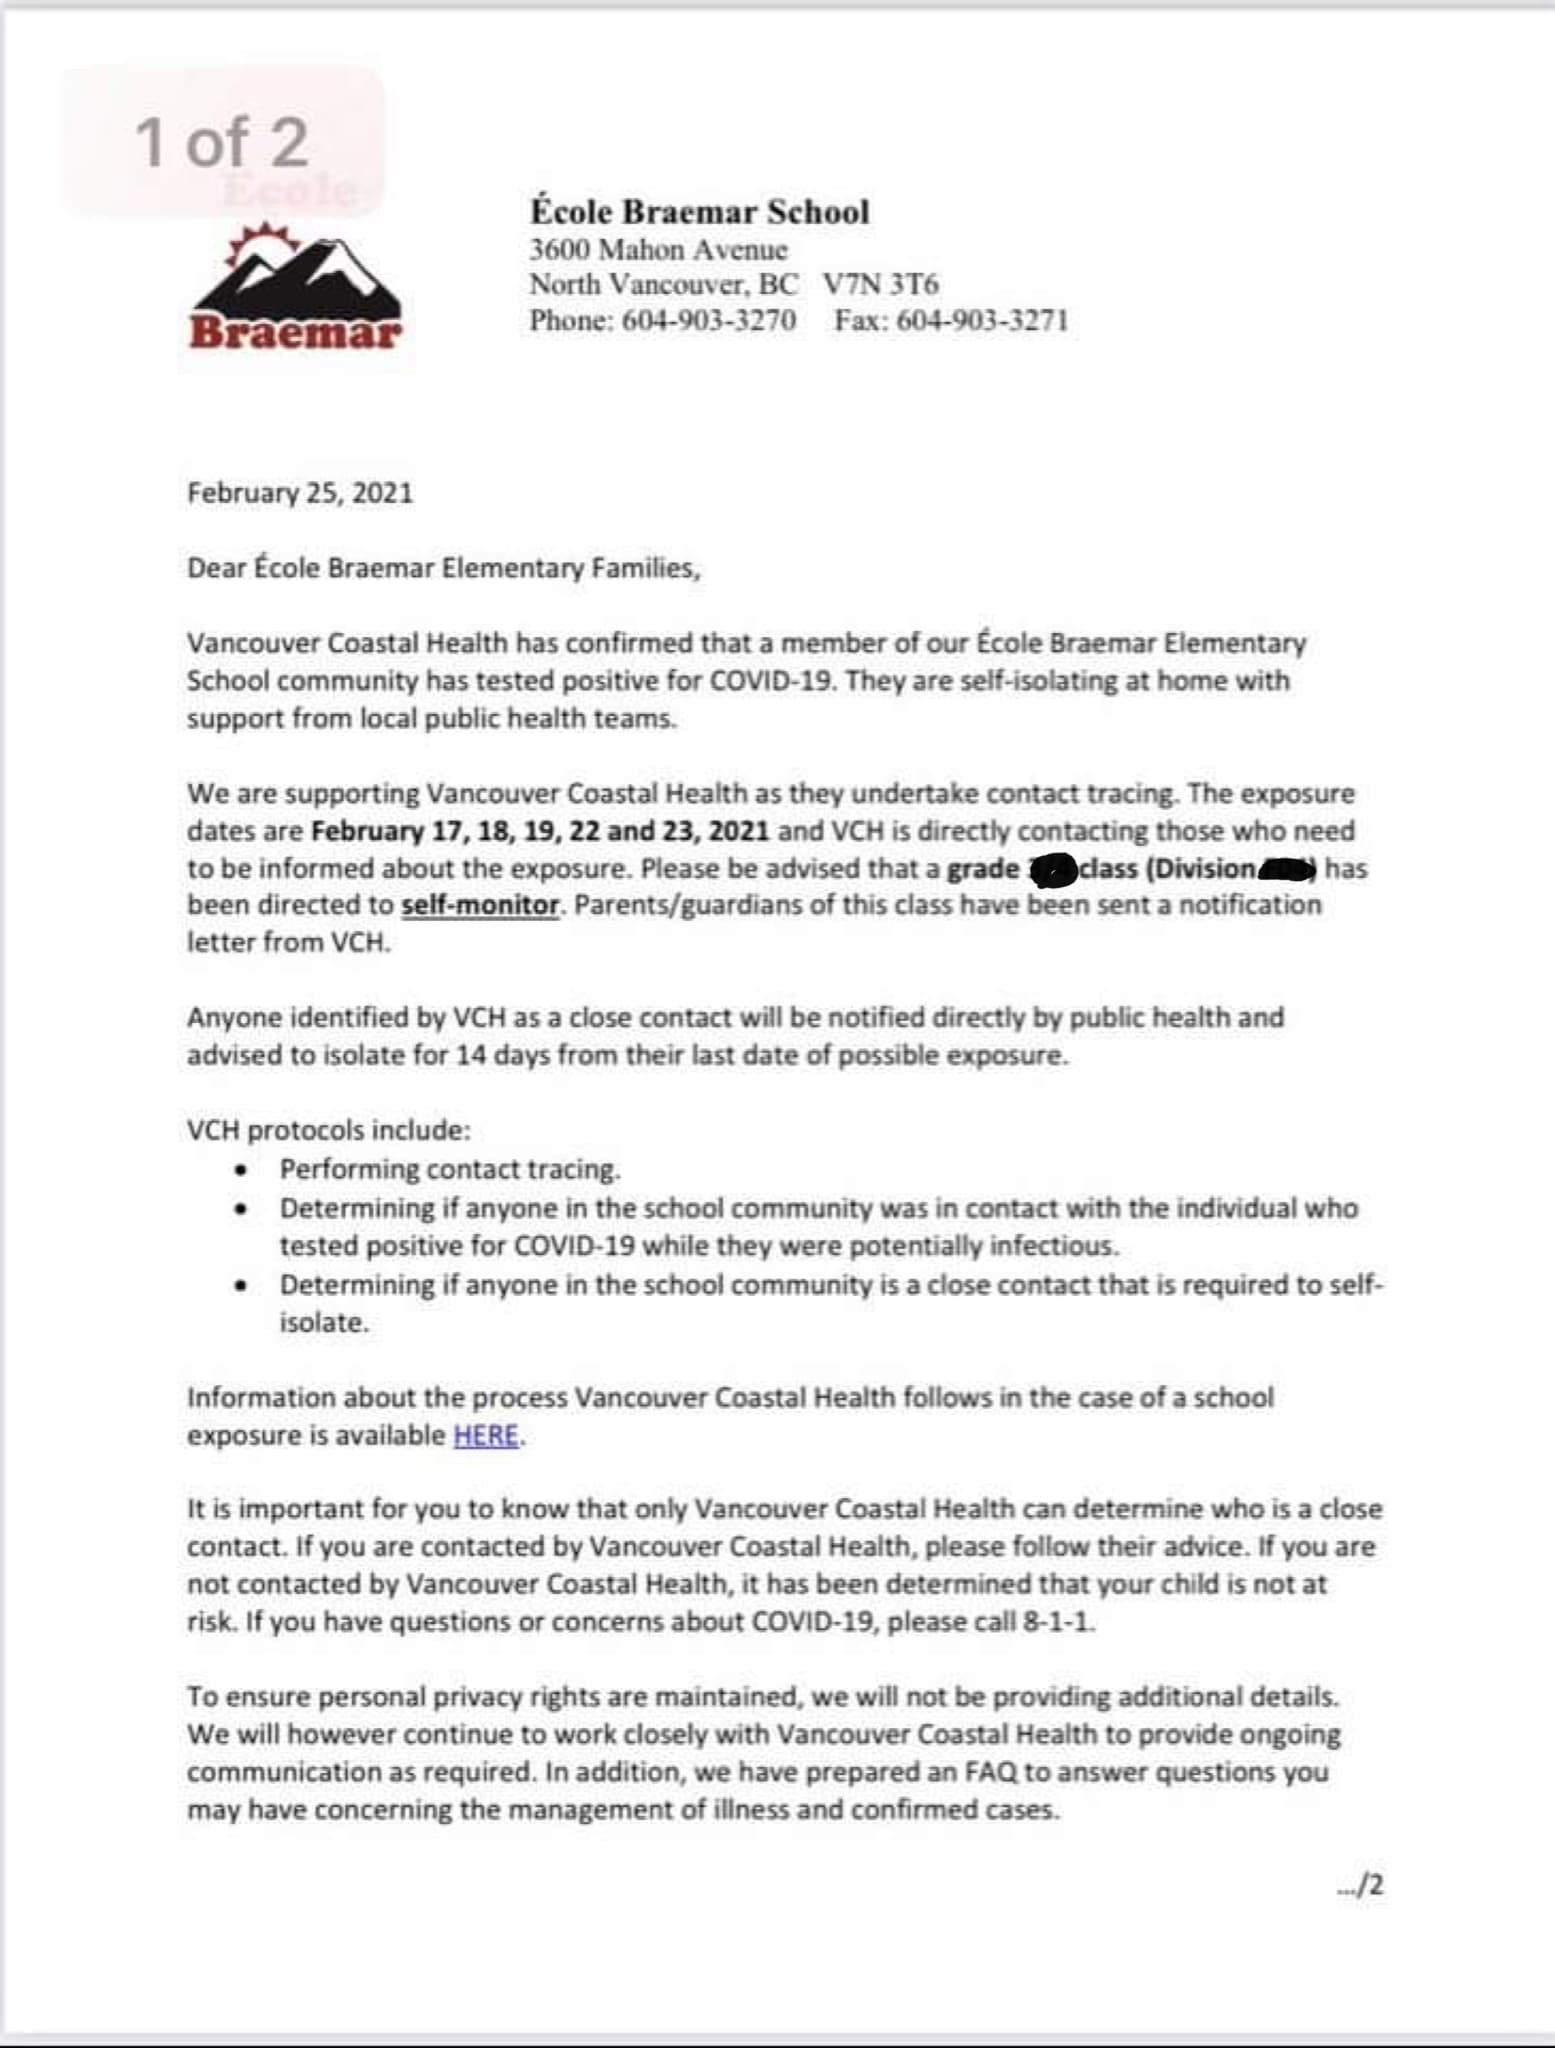 1 of 2
École
Braemar
École Braemar School
3600 Mahon Avenue
North Vancouver, BC V7N 3T6
Phone: 604-903-3270 Fax: 604-903-3271
February 25, 2021
Dear École Braemar Elementary Families,
Vancouver Coastal Health has confirmed that a member of our École Braemar Elementary
School community has tested positive for COVID-19. They are self-isolating at home with
support from local public health teams.
We are supporting Vancouver Coastal Health as they undertake contact tracing. The exposure
dates are February 17, 18, 19, 22 and 23, 2021 and VCH is directly contacting those who need
to be informed about the exposure. Please be advised that a grade class (Division ) has
been directed to self-monitor. Parents/guardians of this class have been sent a notification
letter from VCH.
Anyone identified by VCH as a close contact will be notified directly by public health and
advised to isolate for 14 days from their last date of possible exposure.
VCH protocols include:
• Performing contact tracing.
• Determining if anyone in the school community was in contact with the individual who
tested positive for COVID-19 while they were potentially infectious.
• Determining if anyone in the school community is a close contact that is required to self-
isolate.
Information about the process Vancouver Coastal Health follows in the case of a school
exposure is available HERE.
It is important for you to know that only Vancouver Coastal Health can determine who is a close
contact. If you are contacted by Vancouver Coastal Health, please follow their advice. If you are
not contacted by Vancouver Coastal Health, it has been determined that your child is not at
risk. If you have questions or concerns about COVID-19, please call 8-1-1.
To ensure personal privacy rights are maintained, we will not be providing additional details.
We will however continue to work closely with Vancouver Coastal Health to provide ongoing
communication as required. In addition, we have prepared an FAQ to answer questions you
may have concerning the management of illness and confirmed cases.
.../2